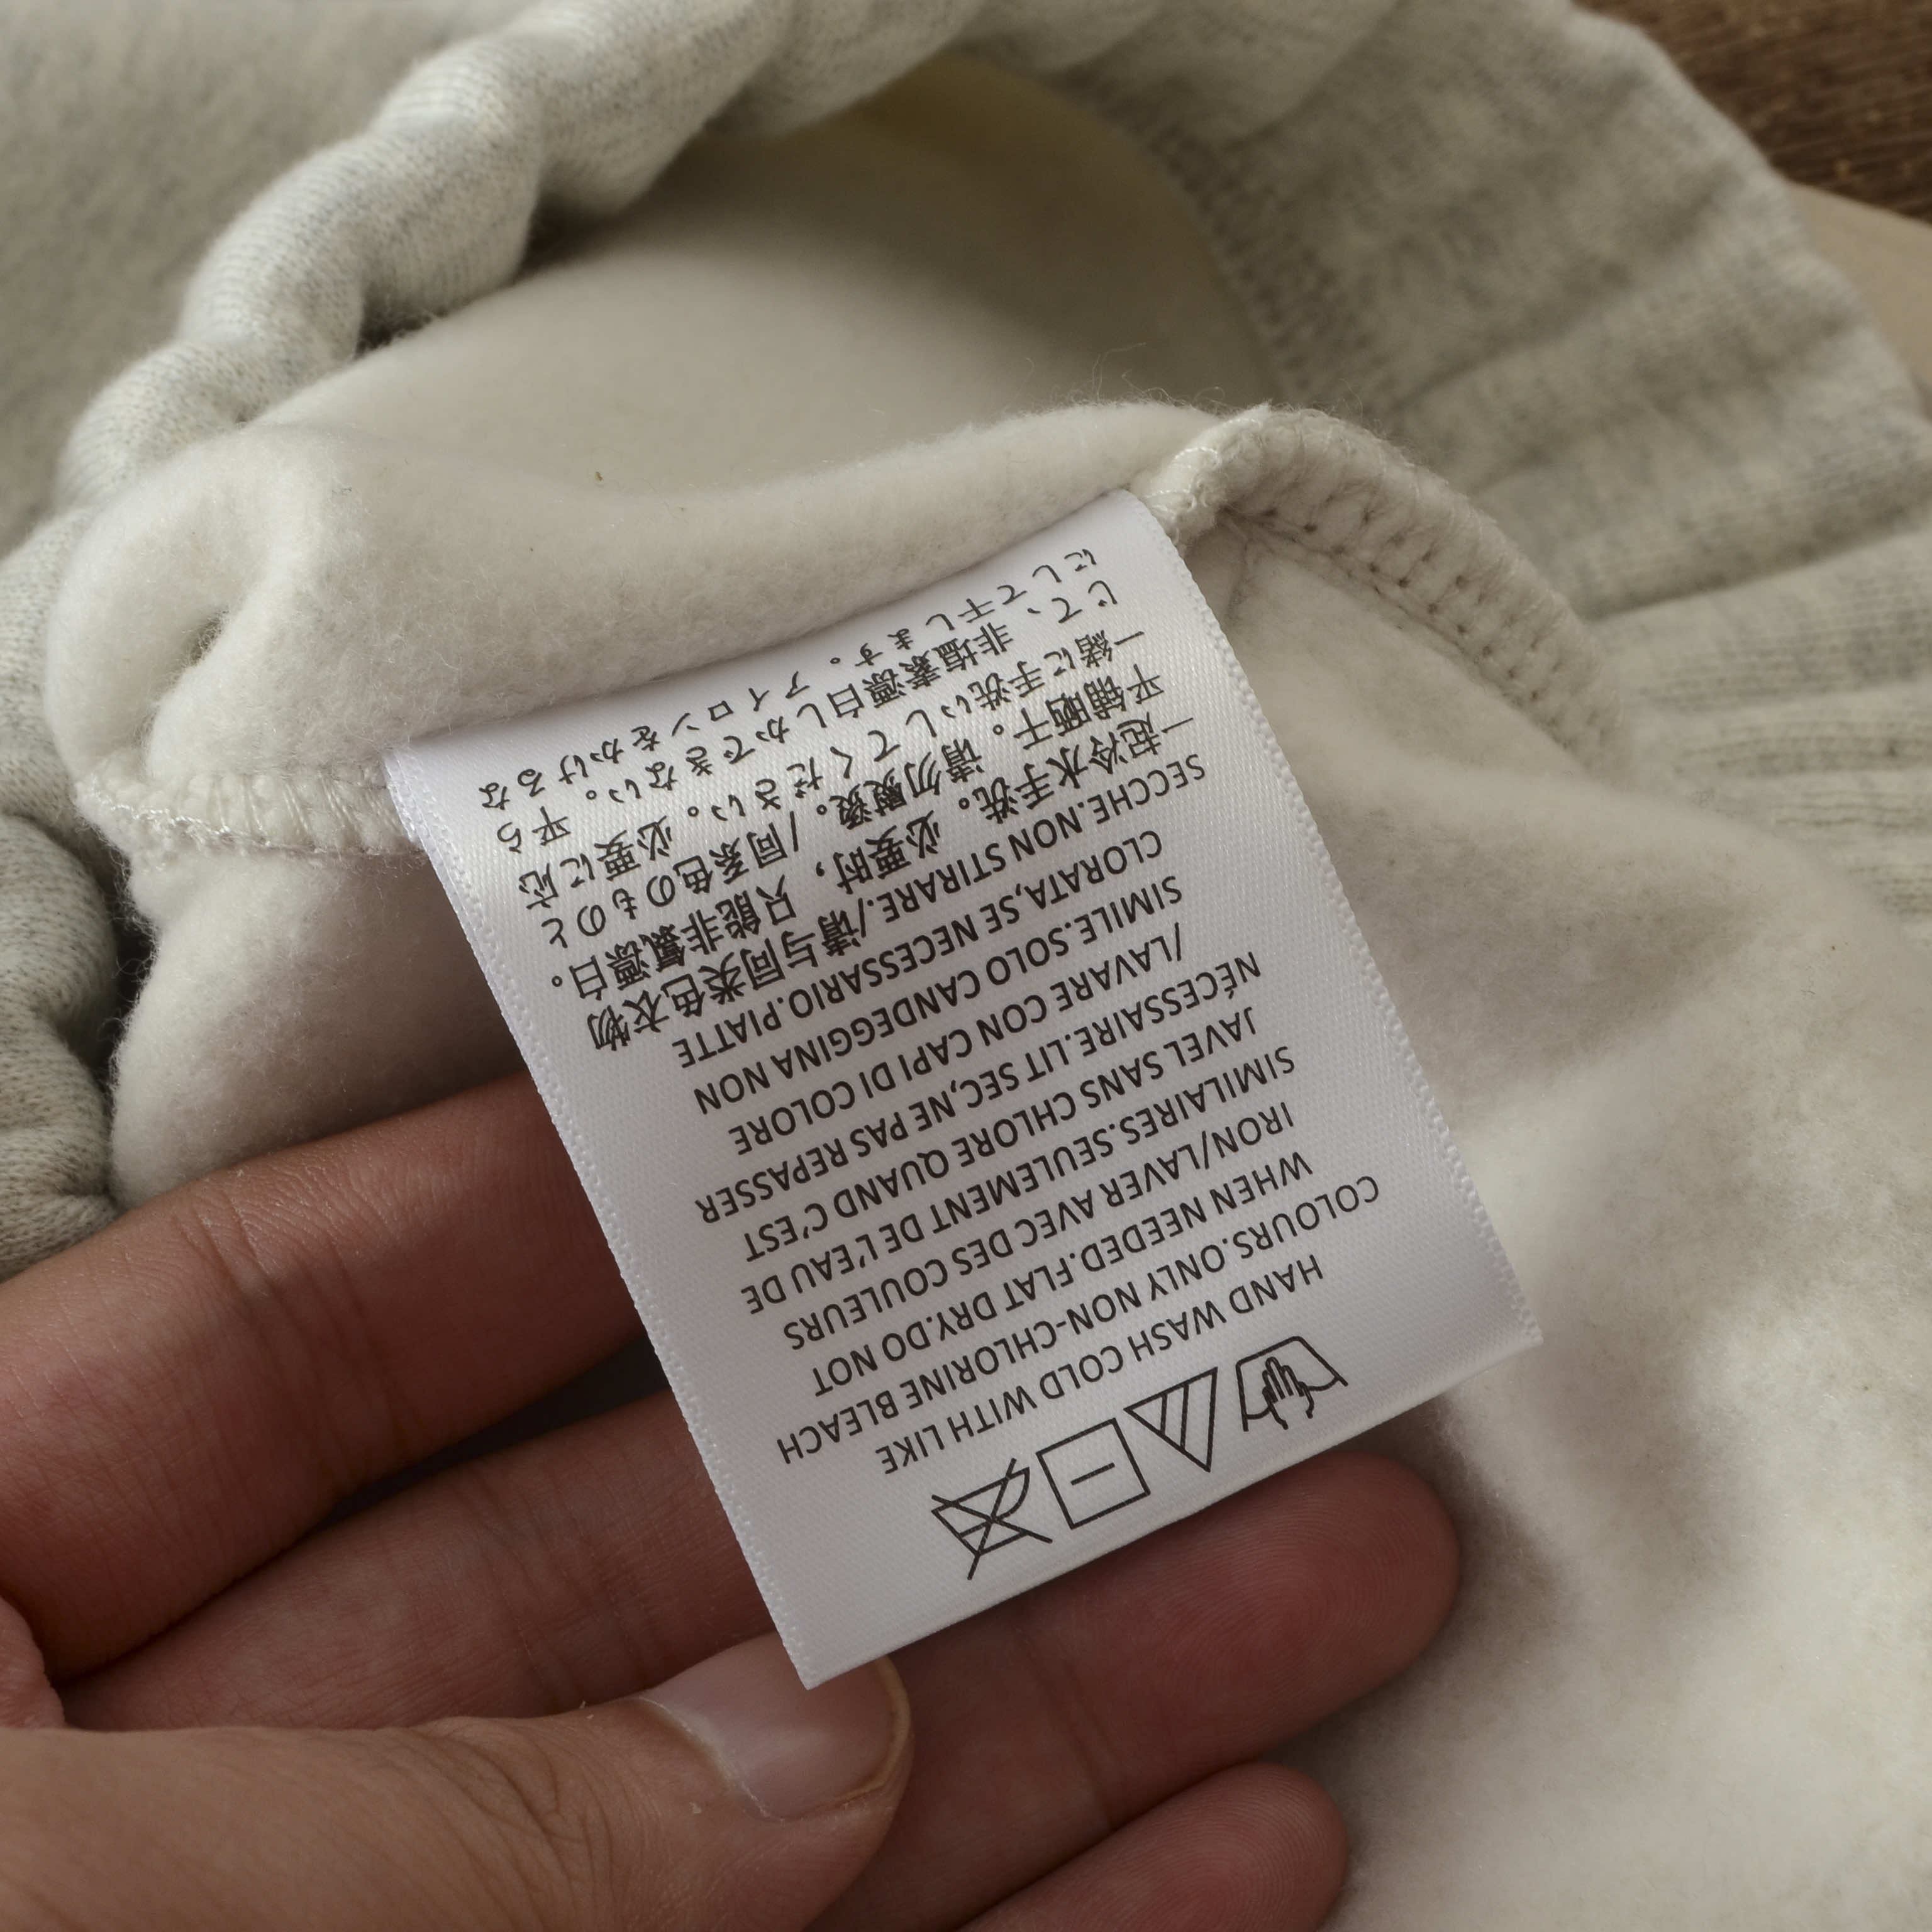 HAND WASH COLD WITH LIKE
COLOURS.ONLY NON-CHLORINE BLEACH
WHEN NEEDED.FLAT DRY.DO NOT
IRON/LAVER AVEC DES COULEURS
SIMILAIRES.SEULEMENT DE L'EAU DE
JAVEL SANS CHLORE QUAND C'EST
NÉCESSAIRE.LIT SEC,NE PAS REPASSER
/LAVARE CON CAPI DI COLORE
SIMILE.SOLO CANDEGGINA NON
CLORATA,SE NECESSARIO.PIATTE
SECCHE.NON STIRARE./请与同类色衣物
一起冷水手洗。必要时,只能非氯漂白。
平铺晒干。请勿熨烫。/同系色のものと
一緒に手洗いしてください。必要に応
じて、非塩素漂白しかできない。平ら
にして干します。アイロンをかけるな